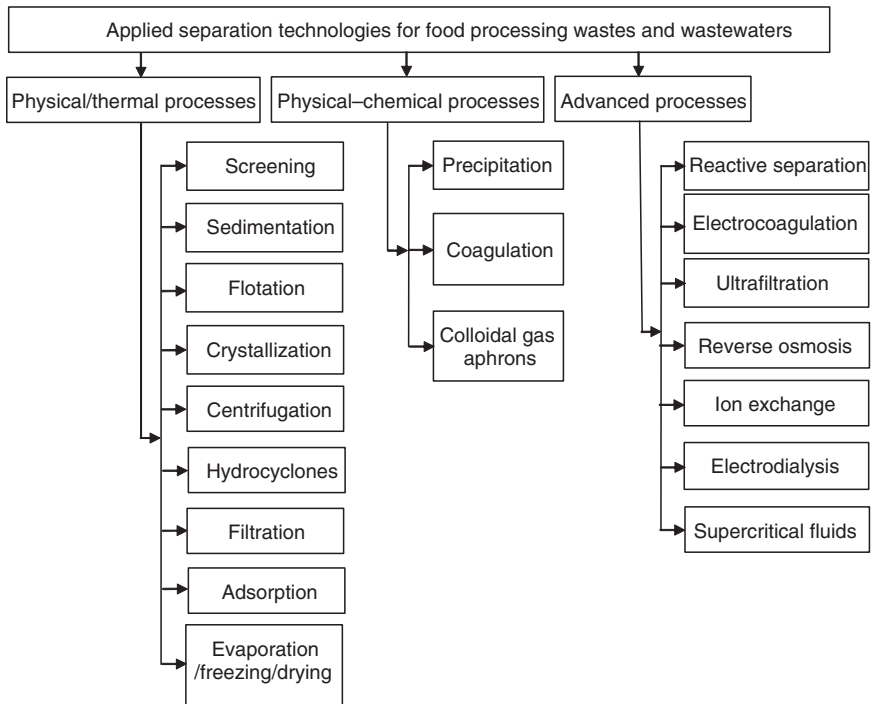 Applied separation technologies for food processing wastes and wastewaters
Physical/thermal processes
Physical–chemical processes
Advanced processes
Screening
Sedimentation
Flotation
Crystallization
Centrifugation
Hydrocyclones
Filtration
Adsorption
Evaporation
/freezing/drying
Precipitation
Coagulation
Colloidal gas
aphrons
Reactive separation
Electrocoagulation
Ultrafiltration
Reverse osmosis
Ion exchange
Electrodialysis
Supercritical fluids